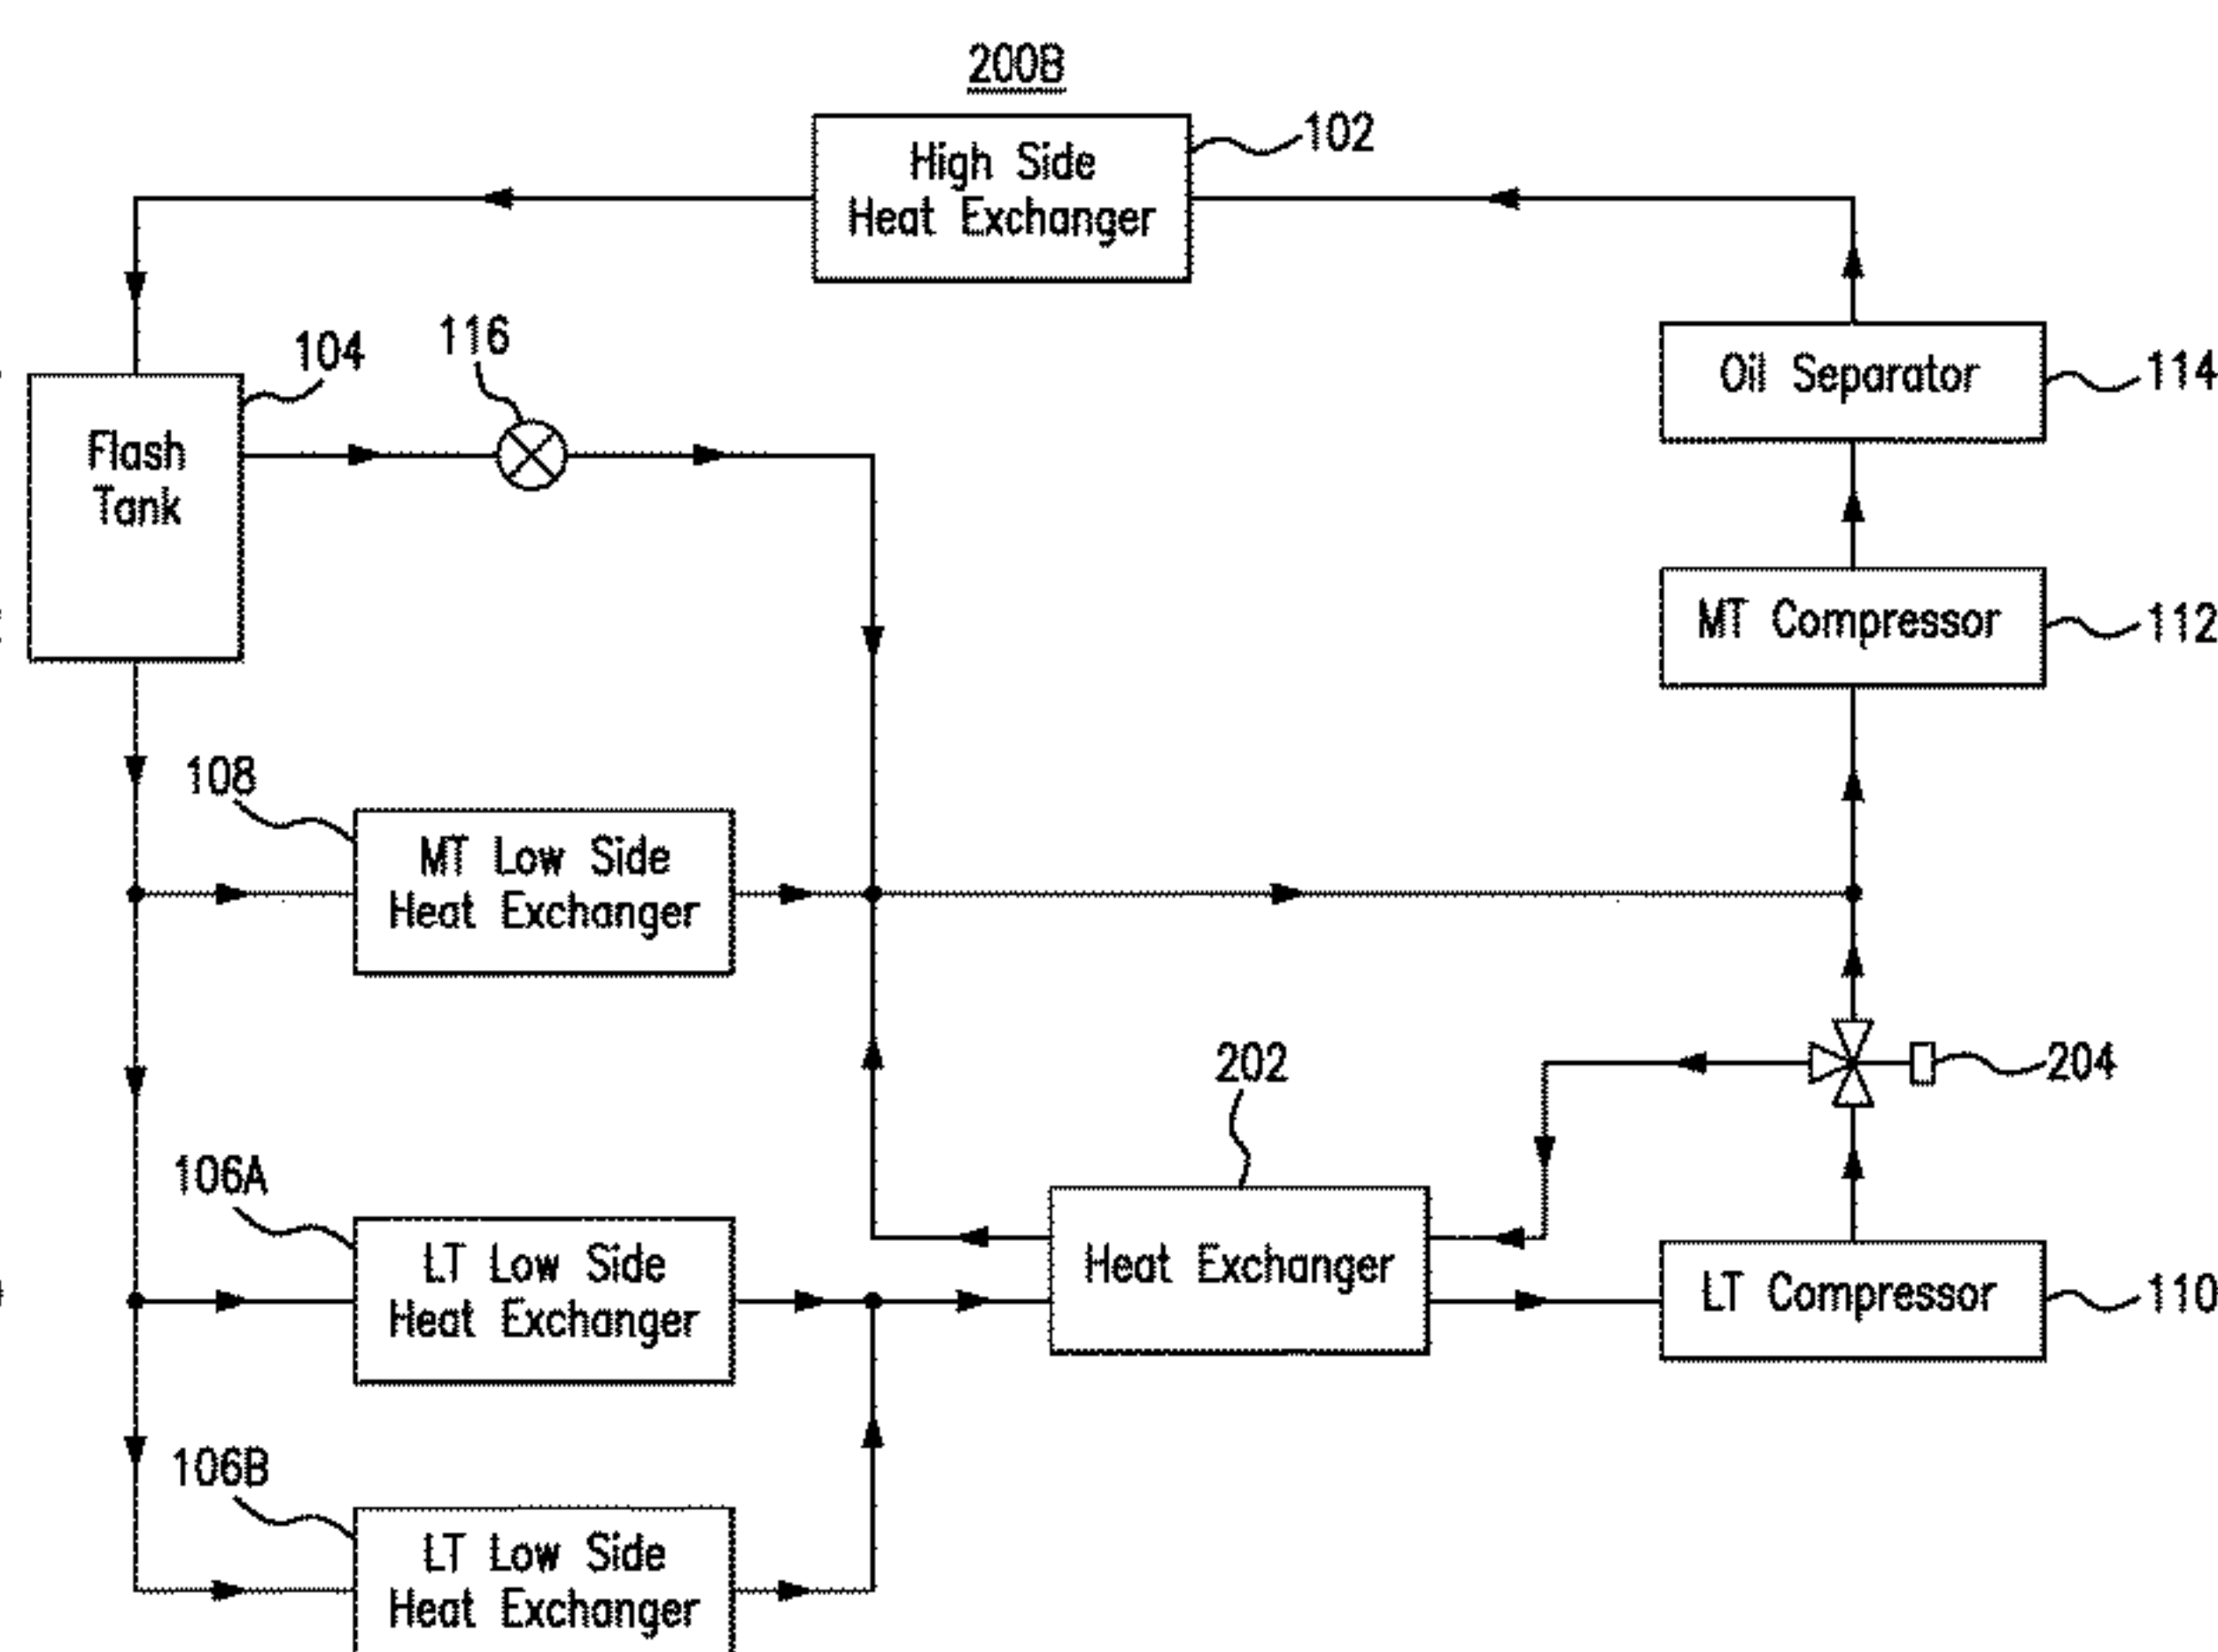 200B
High Side
Heat Exchanger
102
104
116
Flash
Tank
Oil Separator
114
MT Compressor
112
108
MT Low Side
Heat Exchanger
202
204
106A
LT Low Side
Heat Exchanger
Heat Exchanger
LT Compressor
110
106B
LT Low Side
Heat Exchanger